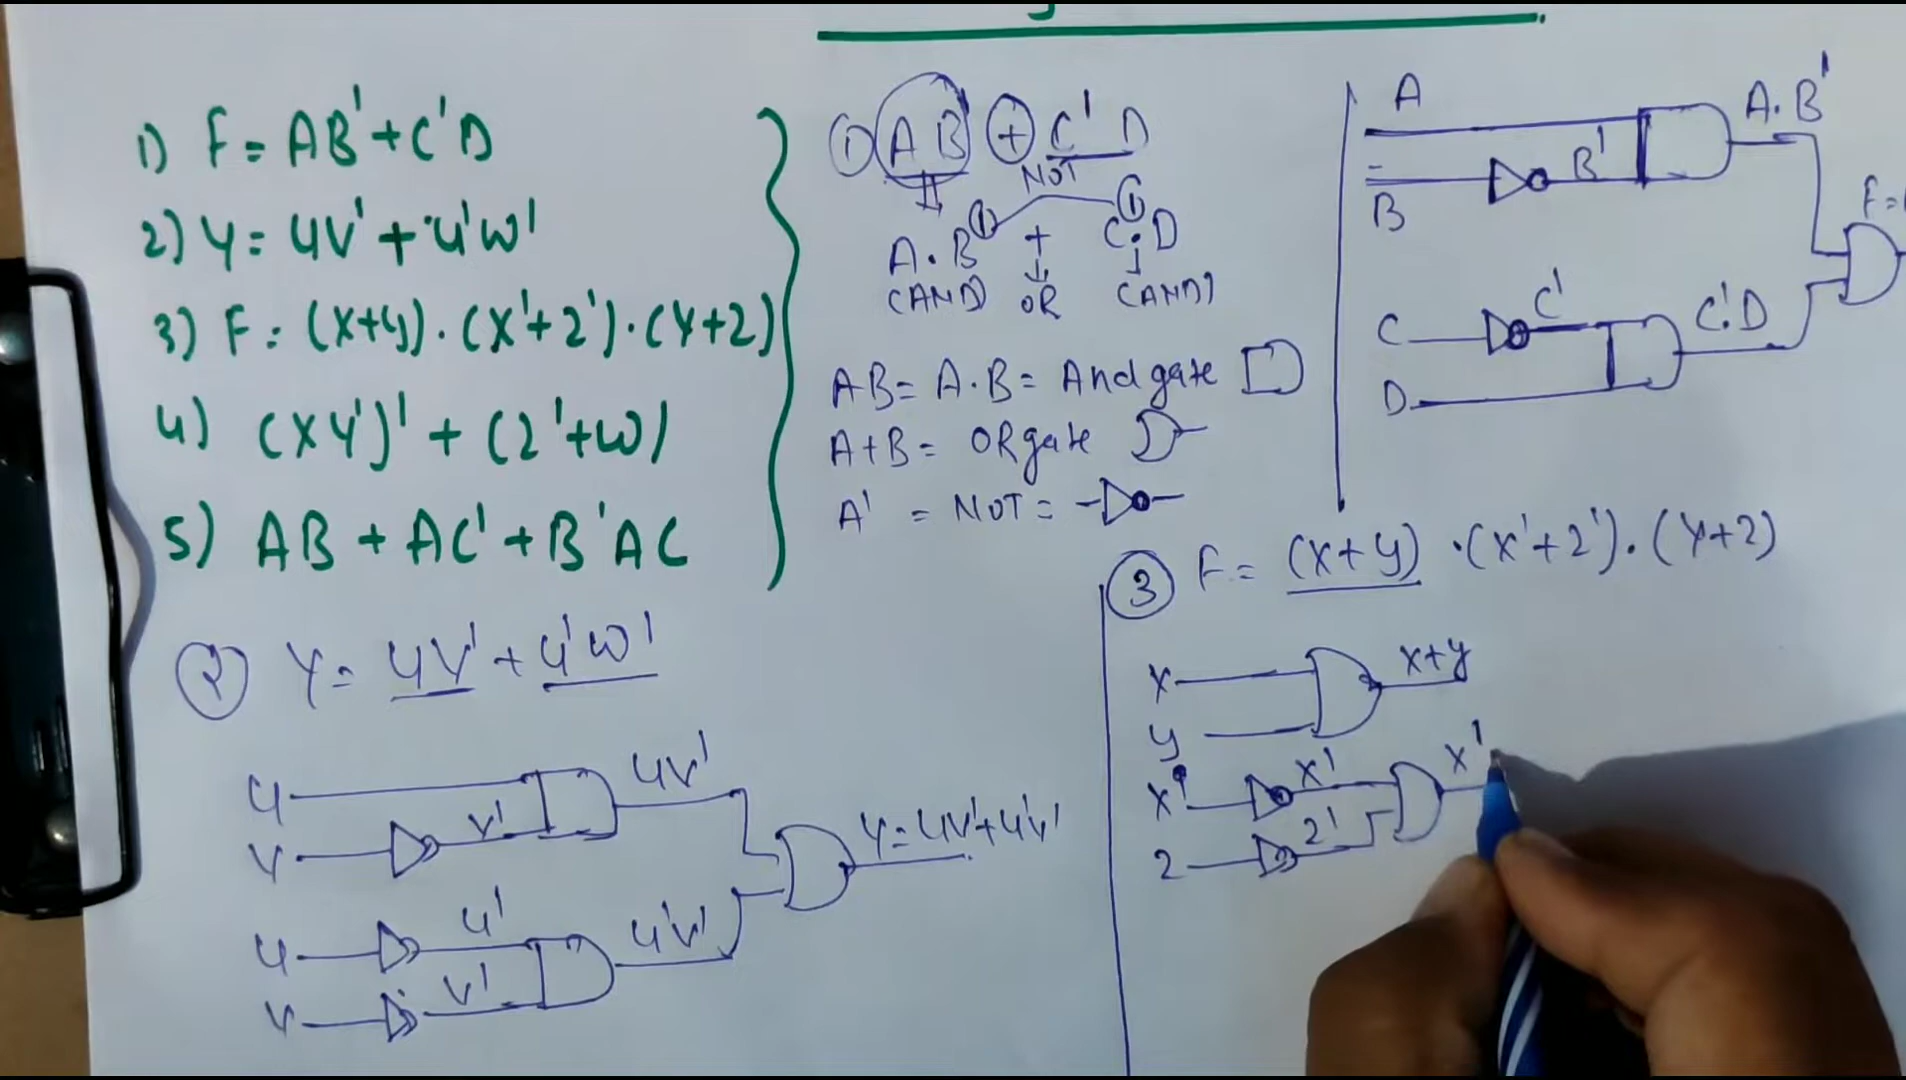 1) F = AB' + C'D
2) Y = UV' + U'W'
3) F = (X+Y).(X'+Z').(Y+Z)
4) (XY')' + (Z'+W)
5) AB + AC' + B'AC
① AB' + C'D
NOT
A.B' + C'.D
(AND) OR (AND)
AB = A.B = And gate
A+B = OR gate
A' = NOT =
A
B
B'
A.B'
C
C'
D
C'.D
F=
② Y = UV' + U'W'
U
V
V'
UV'
U
U'
V
V'
U'V'
Y = UV' + U'V'
③ F = (X+Y).(X'+Z').(Y+Z)
X
Y
X+Y
X'
X'
Z
Z'
X'